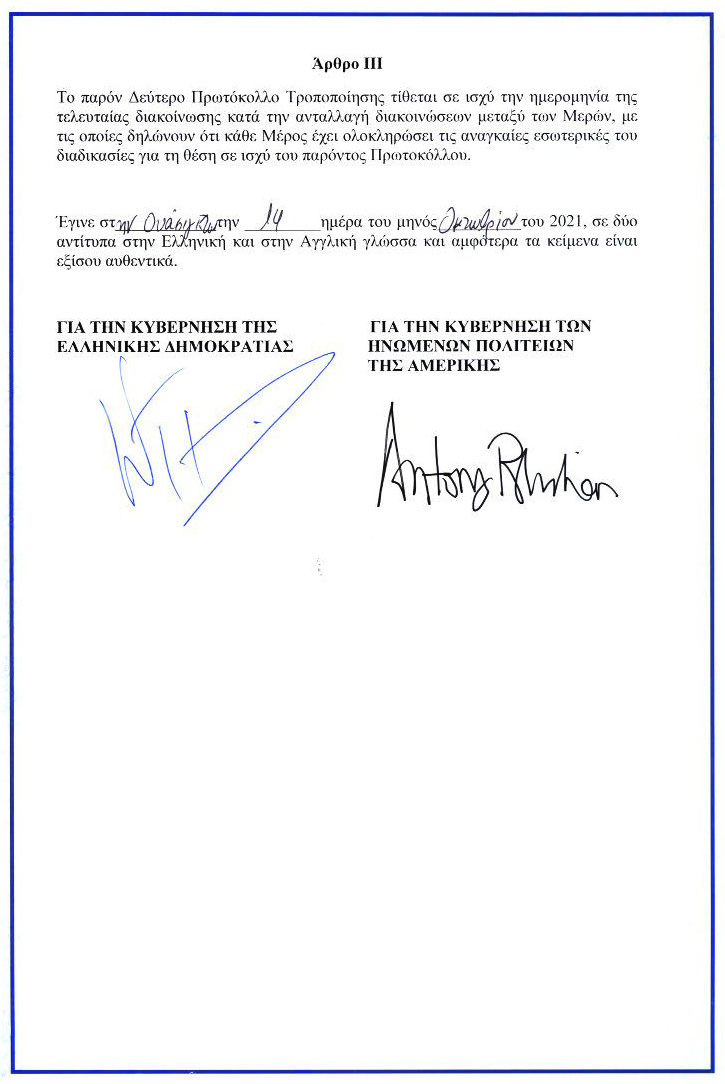 Άρθρο III
Το παρόν Δεύτερο Πρωτόκολλο Τροποποίησης τίθεται σε ισχύ την ημερομηνία της
τελευταίας διακοίνωσης κατά την ανταλλαγή διακοινώσεων μεταξύ των Μερών, με
τις οποίες δηλώνουν ότι κάθε Μέρος έχει ολοκληρώσει τις αναγκαίες εσωτερικές του
διαδικασίες για τη θέση σε ισχύ του παρόντος Πρωτοκόλλου.
Έγινε στην Ουάσιγκτων την 14 ημέρα του μηνός Οκτωβρίου του 2021, σε δύο
αντίτυπα στην Ελληνική και στην Αγγλική γλώσσα και αμφότερα τα κείμενα είναι
εξίσου αυθεντικά.
ΓΙΑ ΤΗΝ ΚΥΒΕΡΝΗΣΗ ΤΗΣ
ΕΛΛΗΝΙΚΗΣ ΔΗΜΟΚΡΑΤΙΑΣ
ΓΙΑ ΤΗΝ ΚΥΒΕΡΝΗΣΗ ΤΩΝ
ΗΝΩΜΕΝΩΝ ΠΟΛΙΤΕΙΩΝ
ΤΗΣ ΑΜΕΡΙΚΗΣ
Antony